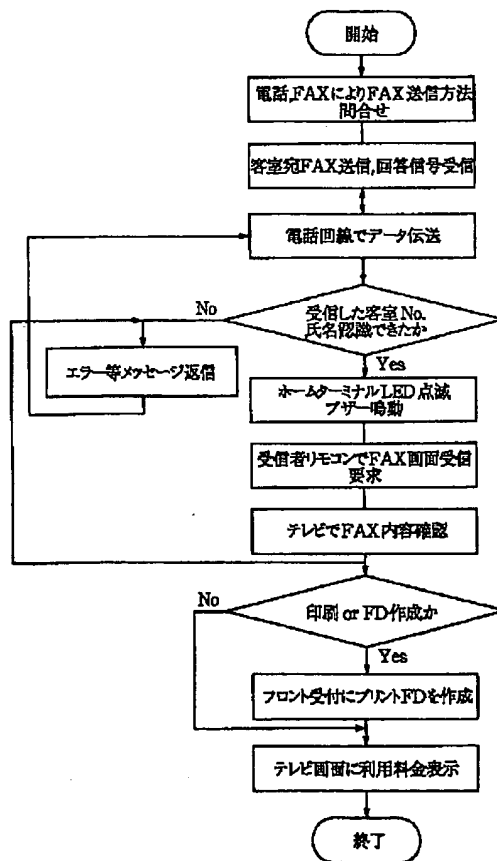 開始
電話,FAXによりFAX送信方法
問合せ
客室宛FAX送信,回答信号受信
電話回線でデータ伝送
No
受信した客室No.
氏名認識できたか
Yes
エラー等メッセージ返信
ホームターミナルLED点滅
ブザー鳴動
受信者リモコンでFAX画面受信
要求
テレビでFAX内容確認
No
印刷 or FD作成か
Yes
フロント受付にプリントFDを作成
テレビ画面に利用料金表示
終了